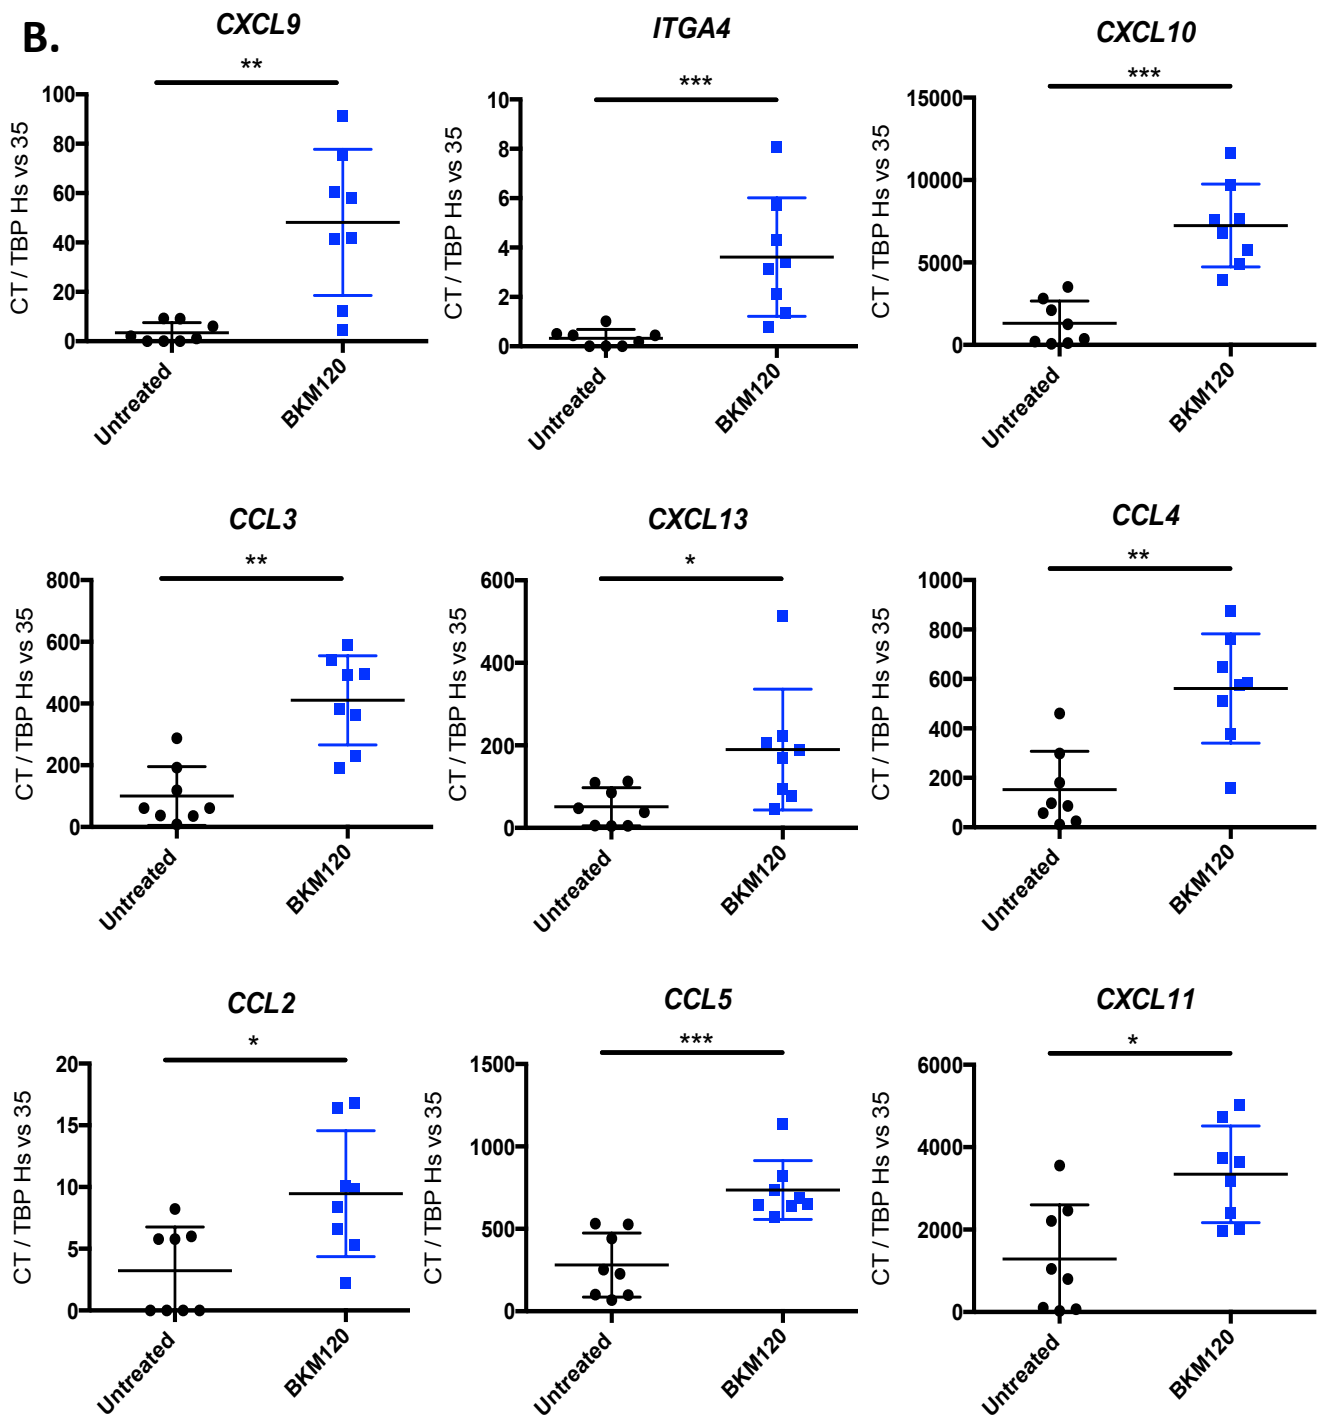 B.
CXCL9
**
CT / TBP Hs vs 35
100
80
60
40
20
0
Untreated
BKM120
ITGA4
***
CT / TBP Hs vs 35
10
8
6
4
2
0
Untreated
BKM120
CXCL10
***
CT / TBP Hs vs 35
15000
10000
5000
0
Untreated
BKM120
CCL3
**
CT / TBP Hs vs 35
800
600
400
200
0
Untreated
BKM120
CXCL13
*
CT / TBP Hs vs 35
600
400
200
0
Untreated
BKM120
CCL4
**
CT / TBP Hs vs 35
1000
800
600
400
200
0
Untreated
BKM120
CCL2
*
CT / TBP Hs vs 35
20
15
10
5
0
Untreated
BKM120
CCL5
***
CT / TBP Hs vs 35
1500
1000
500
0
Untreated
BKM120
CXCL11
*
CT / TBP Hs vs 35
6000
4000
2000
0
Untreated
BKM120